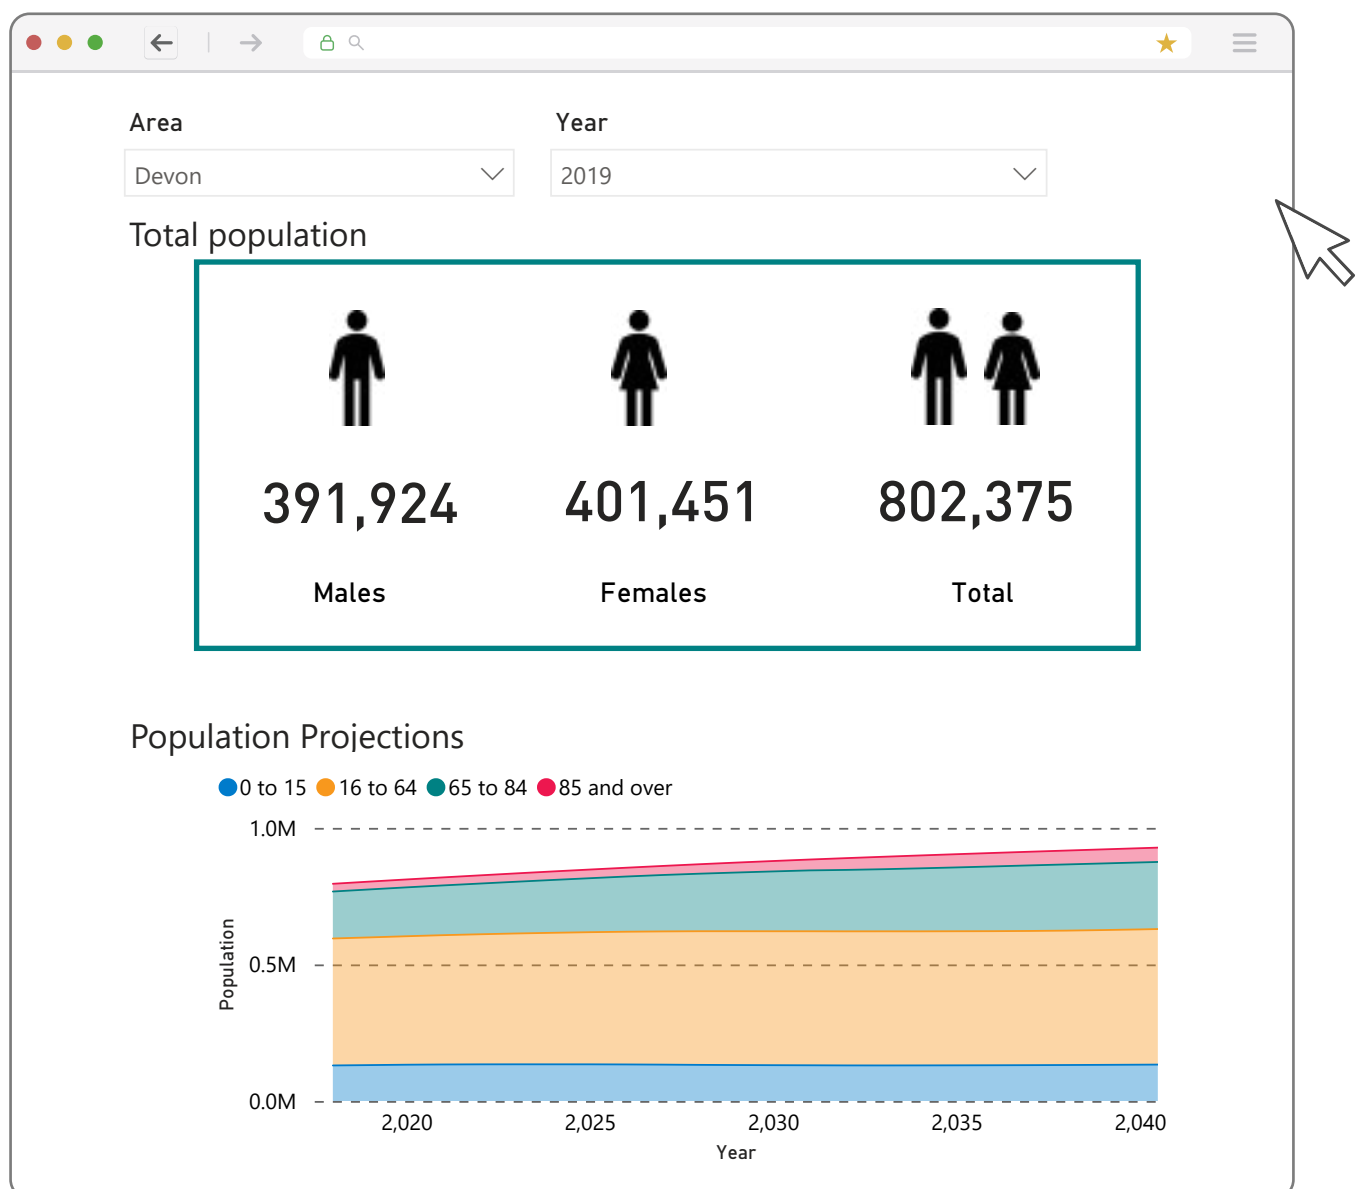 Area Year
Devon 2019
Total population
391,924 401,451 802,375
Males Females Total
Population Projections
0 to 15 16 to 64 65 to 84 85 and over
1.0M
0.5M
0.0M
Population
2,020 2,025 2,030 2,035 2,040
Year